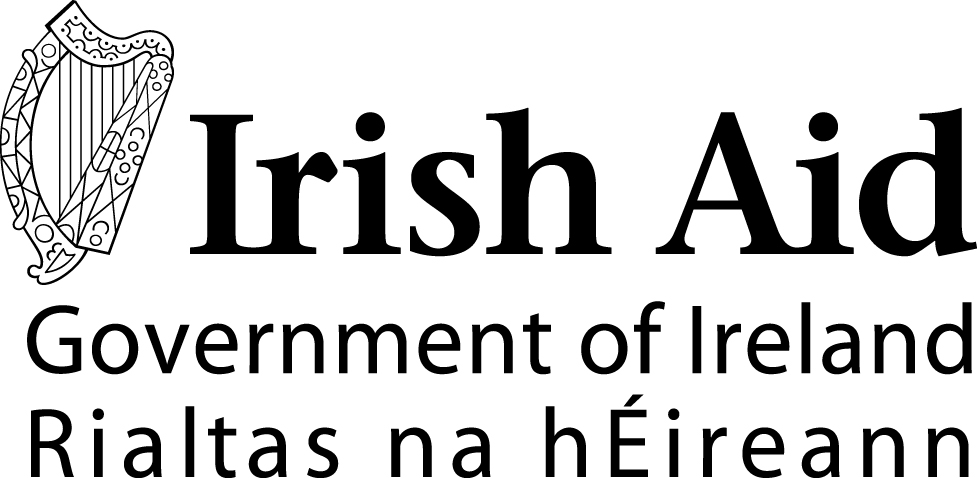 Irish Aid
Government of Ireland
Rialtas na hÉireann